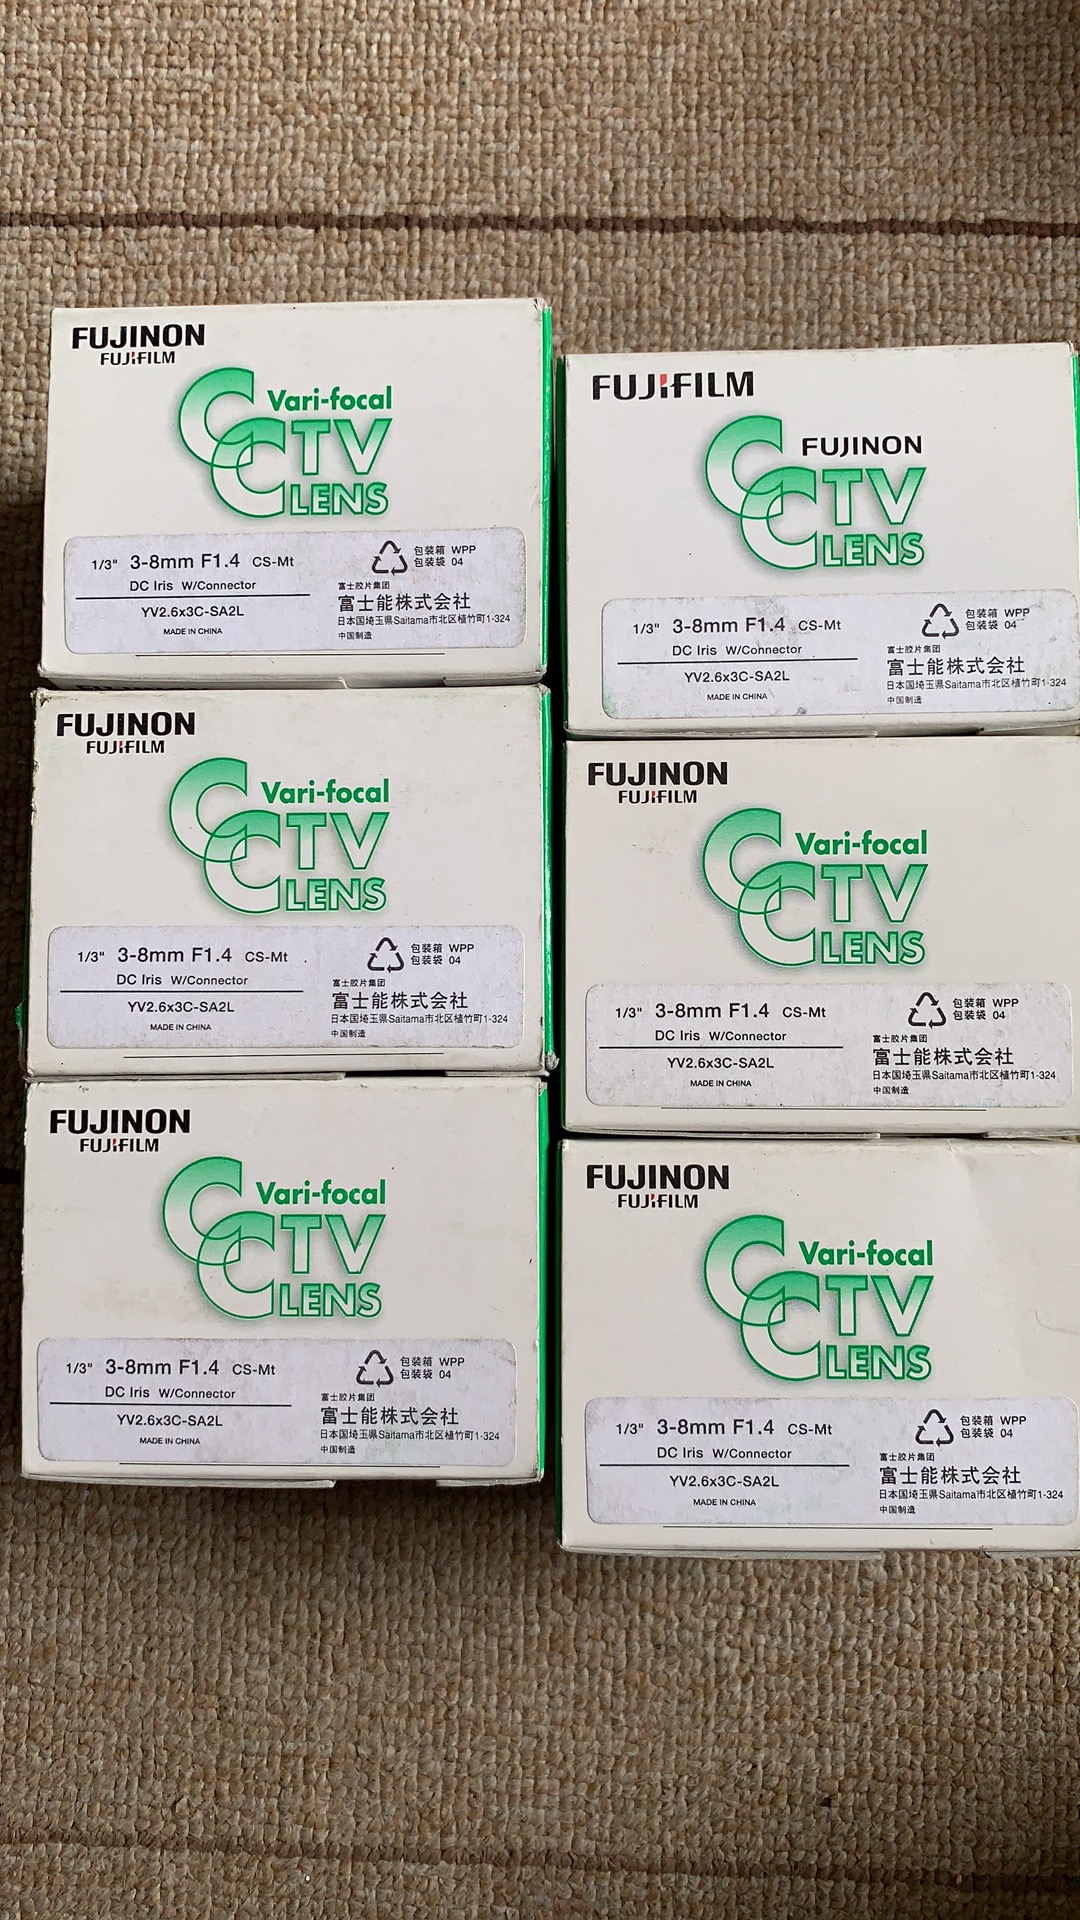 FUJINON
FUJIFILM
Vari-focal
CCTV
LENS
1/3" 3-8mm F1.4 CS-Mt
DC Iris W/Connector
YV2.6x3C-SA2L
MADE IN CHINA
包装箱 WPP
包装袋 04
富士胶片集团
富士能株式会社
日本国埼玉県Saitama市北区植竹町1-324
中国制造
FUJIFILM
FUJINON
CCTV
LENS
1/3" 3-8mm F1.4 CS-Mt
DC Iris W/Connector
YV2.6x3C-SA2L
MADE IN CHINA
包装箱 WPP
包装袋 04
富士胶片集团
富士能株式会社
日本国埼玉県Saitama市北区植竹町1-324
中国制造
FUJINON
FUJIFILM
Vari-focal
CCTV
LENS
1/3" 3-8mm F1.4 CS-Mt
DC Iris W/Connector
YV2.6x3C-SA2L
MADE IN CHINA
包装箱 WPP
包装袋 04
富士胶片集团
富士能株式会社
日本国埼玉県Saitama市北区植竹町1-324
中国制造
FUJINON
FUJIFILM
Vari-focal
CCTV
LENS
1/3" 3-8mm F1.4 CS-Mt
DC Iris W/Connector
YV2.6x3C-SA2L
MADE IN CHINA
包装箱 WPP
包装袋 04
富士胶片集团
富士能株式会社
日本国埼玉県Saitama市北区植竹町1-324
中国制造
FUJINON
FUJIFILM
Vari-focal
CCTV
LENS
1/3" 3-8mm F1.4 CS-Mt
DC Iris W/Connector
YV2.6x3C-SA2L
MADE IN CHINA
包装箱 WPP
包装袋 04
富士胶片集团
富士能株式会社
日本国埼玉県Saitama市北区植竹町1-324
中国制造
FUJINON
FUJIFILM
Vari-focal
CCTV
LENS
1/3" 3-8mm F1.4 CS-Mt
DC Iris W/Connector
YV2.6x3C-SA2L
MADE IN CHINA
包装箱 WPP
包装袋 04
富士胶片集团
富士能株式会社
日本国埼玉県Saitama市北区植竹町1-324
中国制造